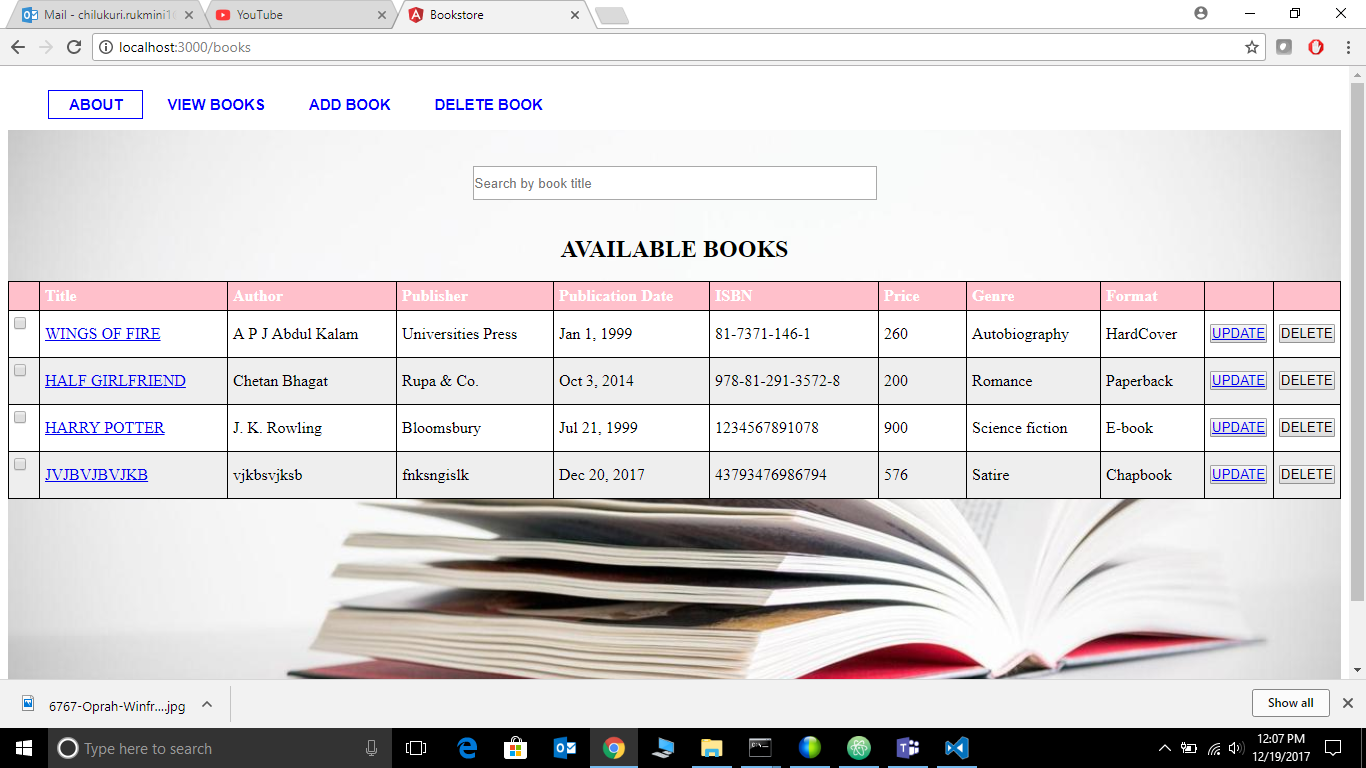 Mail - chilukuri.rukmini1 YouTube Bookstore
localhost:3000/books
ABOUT VIEW BOOKS ADD BOOK DELETE BOOK
Search by book title
AVAILABLE BOOKS
Title Author Publisher Publication Date ISBN Price Genre Format
WINGS OF FIRE A P J Abdul Kalam Universities Press Jan 1, 1999 81-7371-146-1 260 Autobiography HardCover UPDATE DELETE
HALF GIRLFRIEND Chetan Bhagat Rupa & Co. Oct 3, 2014 978-81-291-3572-8 200 Romance Paperback UPDATE DELETE
HARRY POTTER J. K. Rowling Bloomsbury Jul 21, 1999 1234567891078 900 Science fiction E-book UPDATE DELETE
JVJBVJBVJKB vjkbsvjksb fnksngislk Dec 20, 2017 43793476986794 576 Satire Chapbook UPDATE DELETE
6767-Oprah-Winfr....jpg Show all
Type here to search 12:07 PM
12/19/2017